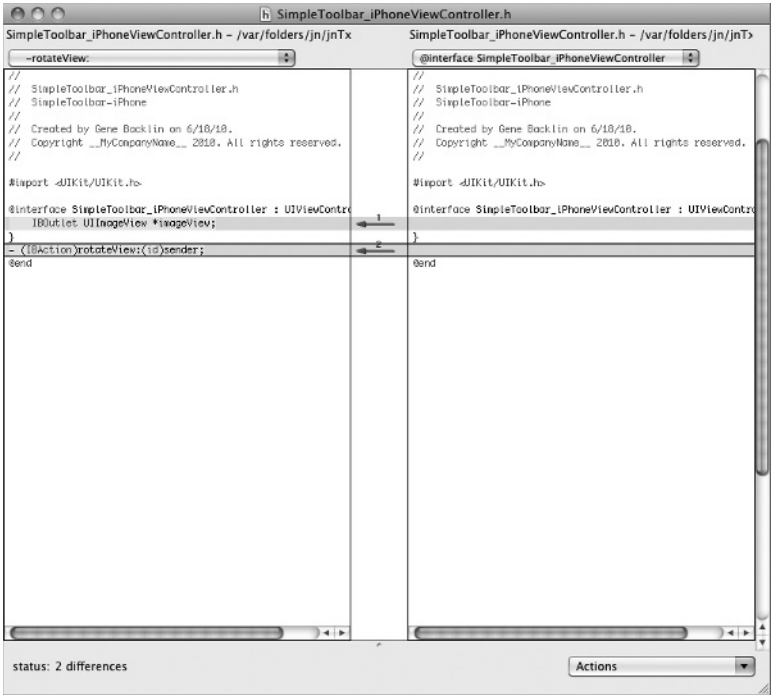 SimpleToolbar_iPhoneViewController.h
SimpleToolbar_iPhoneViewController.h - /var/folders/jn/jnTx
-rotateView:
//
// SimpleToolbar_iPhoneViewController.h
// SimpleToolbar-iPhone
//
// Created by Gene Backlin on 6/18/10.
// Copyright __MyCompanyName__ 2010. All rights reserved.
//
#import <UIKit/UIKit.h>
@interface SimpleToolbar_iPhoneViewController : UIViewContro
IBOutlet UIImageView *imageView;
}
- (IBAction)rotateView:(id)sender;
@end
1
2
SimpleToolbar_iPhoneViewController.h - /var/folders/jn/jnTx
@interface SimpleToolbar_iPhoneViewController
//
// SimpleToolbar_iPhoneViewController.h
// SimpleToolbar-iPhone
//
// Created by Gene Backlin on 6/18/10.
// Copyright __MyCompanyName__ 2010. All rights reserved.
//
#import <UIKit/UIKit.h>
@interface SimpleToolbar_iPhoneViewController : UIViewContro
}
@end
status: 2 differences
Actions